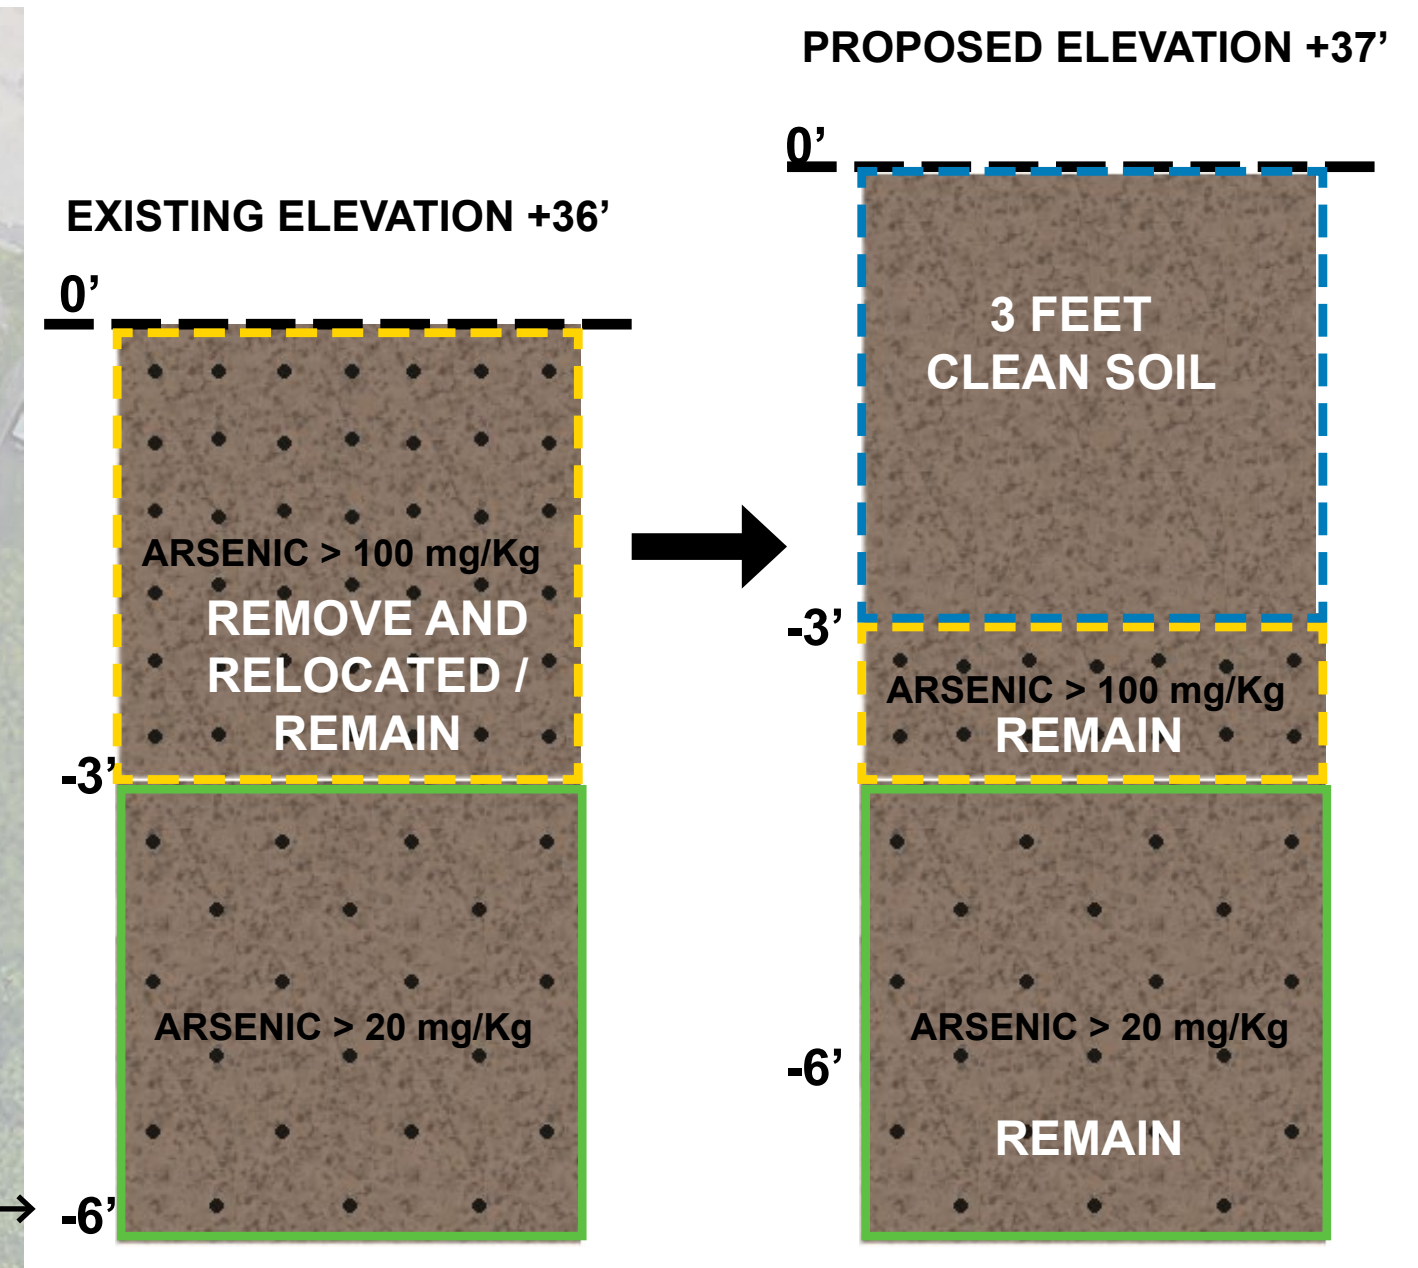 EXISTING ELEVATION +36’
0’
ARSENIC > 100 mg/Kg
REMOVE AND
RELOCATED /
REMAIN
-3’
ARSENIC > 20 mg/Kg
-6’
PROPOSED ELEVATION +37’
0’
3 FEET
CLEAN SOIL
-3’
ARSENIC > 100 mg/Kg
REMAIN
ARSENIC > 20 mg/Kg
-6’
REMAIN